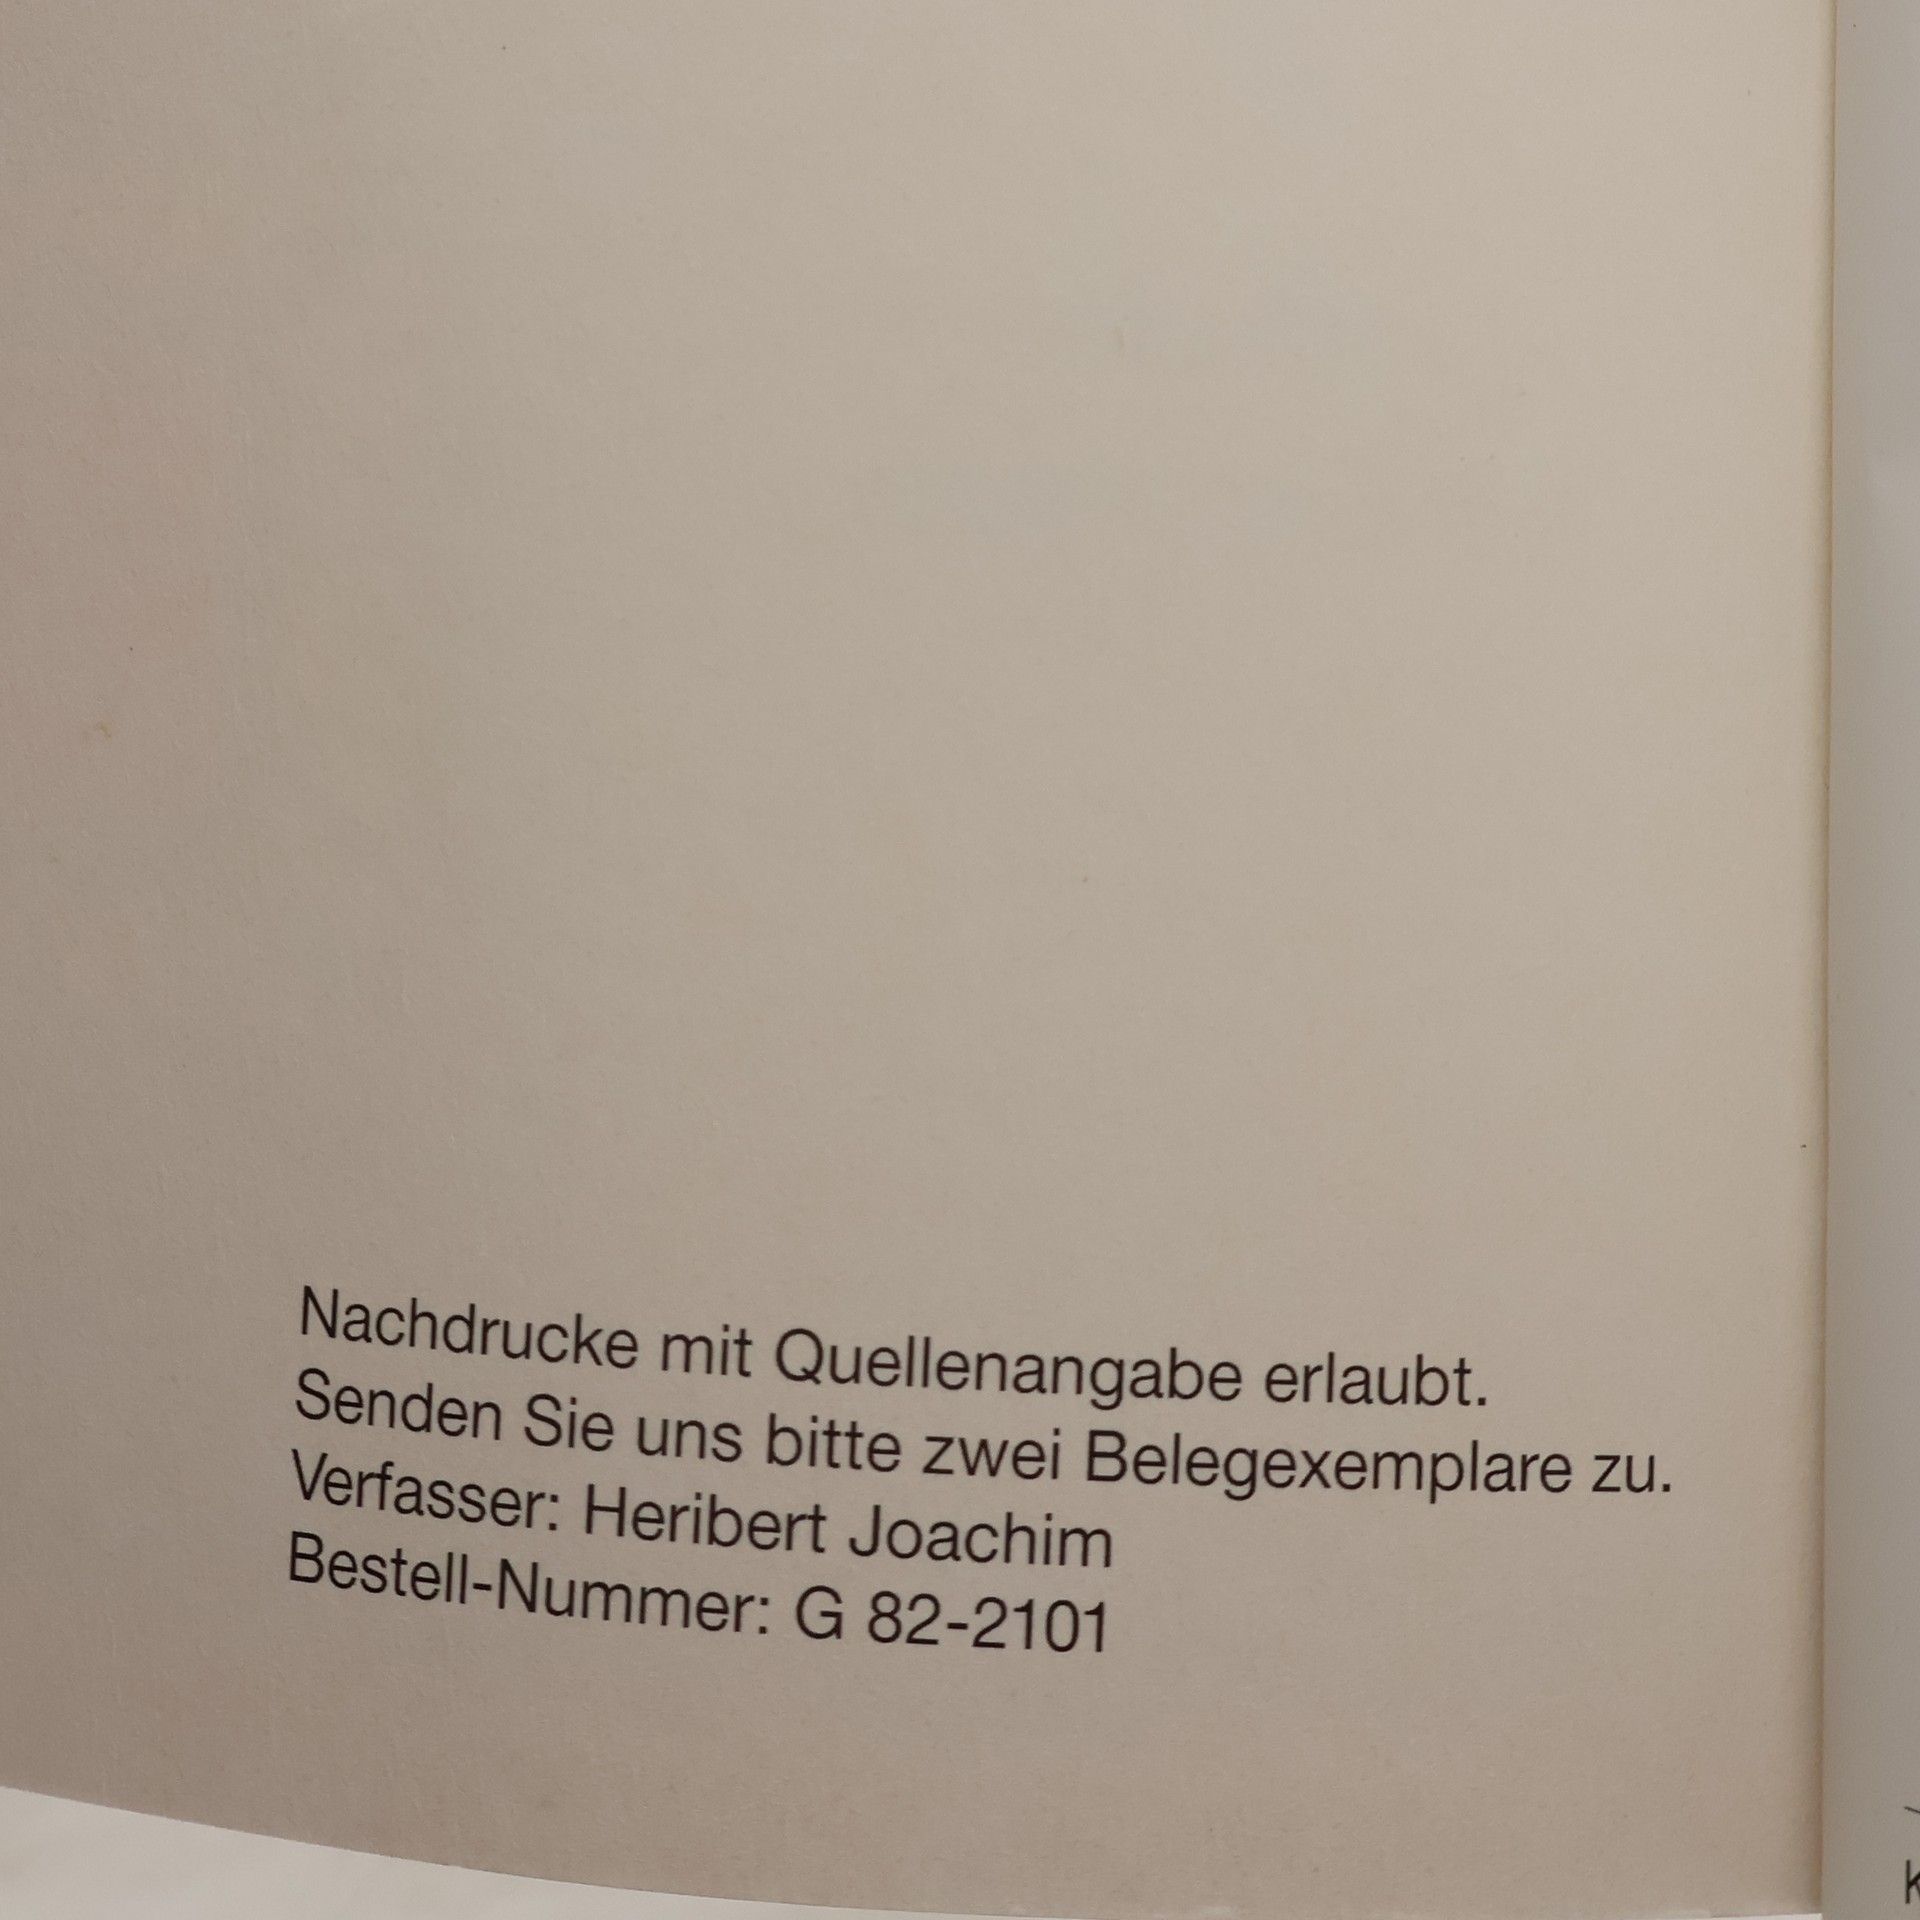 Nachdrucke mit Quellenangabe erlaubt.
Senden Sie uns bitte zwei Belegexemplare zu.
Verfasser: Heribert Joachim
Bestell-Nummer: G 82-2101